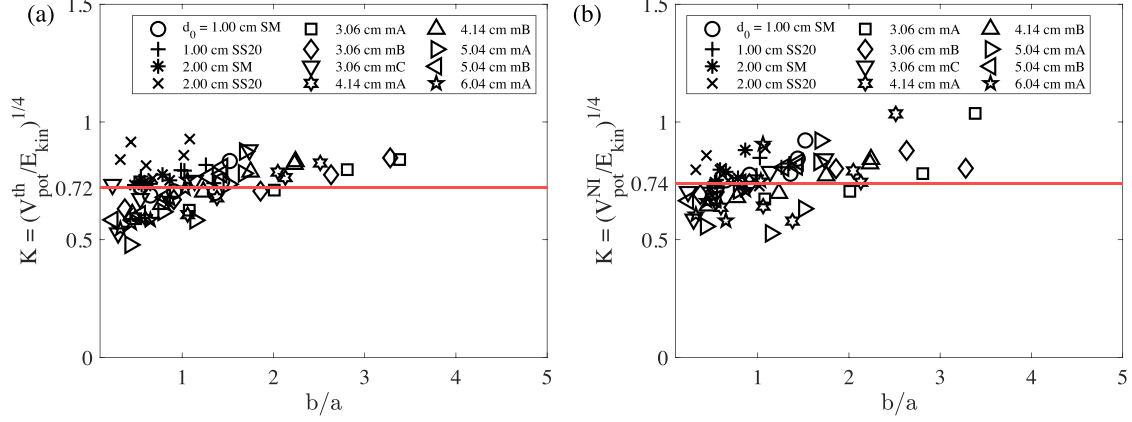 (a)
1.5
1
0.72
0.5
0
K = (V^th_pot/E_kin)^1/4
d_0 = 1.00 cm SM
1.00 cm SS20
2.00 cm SM
2.00 cm SS20
3.06 cm mA
3.06 cm mB
3.06 cm mC
4.14 cm mA
4.14 cm mB
5.04 cm mA
5.04 cm mB
6.04 cm mA
1 2 3 4 5
b/a
(b)
1.5
1
0.74
0.5
0
K = (V^NI_pot/E_kin)^1/4
d_0 = 1.00 cm SM
1.00 cm SS20
2.00 cm SM
2.00 cm SS20
3.06 cm mA
3.06 cm mB
3.06 cm mC
4.14 cm mA
4.14 cm mB
5.04 cm mA
5.04 cm mB
6.04 cm mA
1 2 3 4 5
b/a